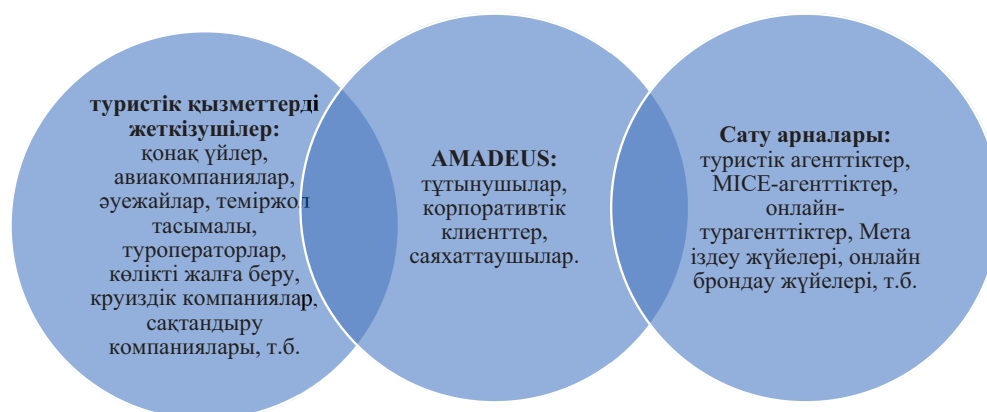 туристік қызметтерді
жеткізушілер:
қонақ үйлер,
авиакомпаниялар,
әуежайлар, теміржол
тасымалы,
туроператорлар,
көлікті жалға беру,
круиздік компаниялар,
сақтандыру
компаниялары, т.б.
AMADEUS:
тұтынушылар,
корпоративтік
клиенттер,
саяхаттаушылар.
Сату арналары:
туристік агенттіктер,
MICE-агенттіктер,
онлайн-
турагенттіктер, Мета
іздеу жүйелері, онлайн
брондау жүйелері, т.б.